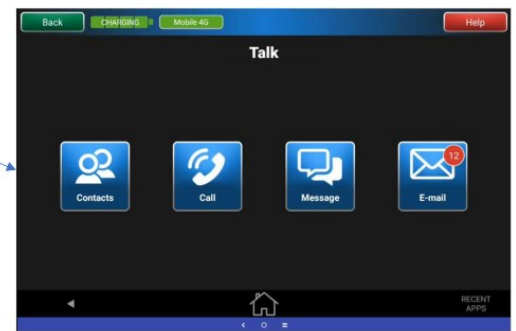 Back CHARGING Mobile 4G Help
Talk
12
Contacts Call Message E-mail
RECENT
APPS